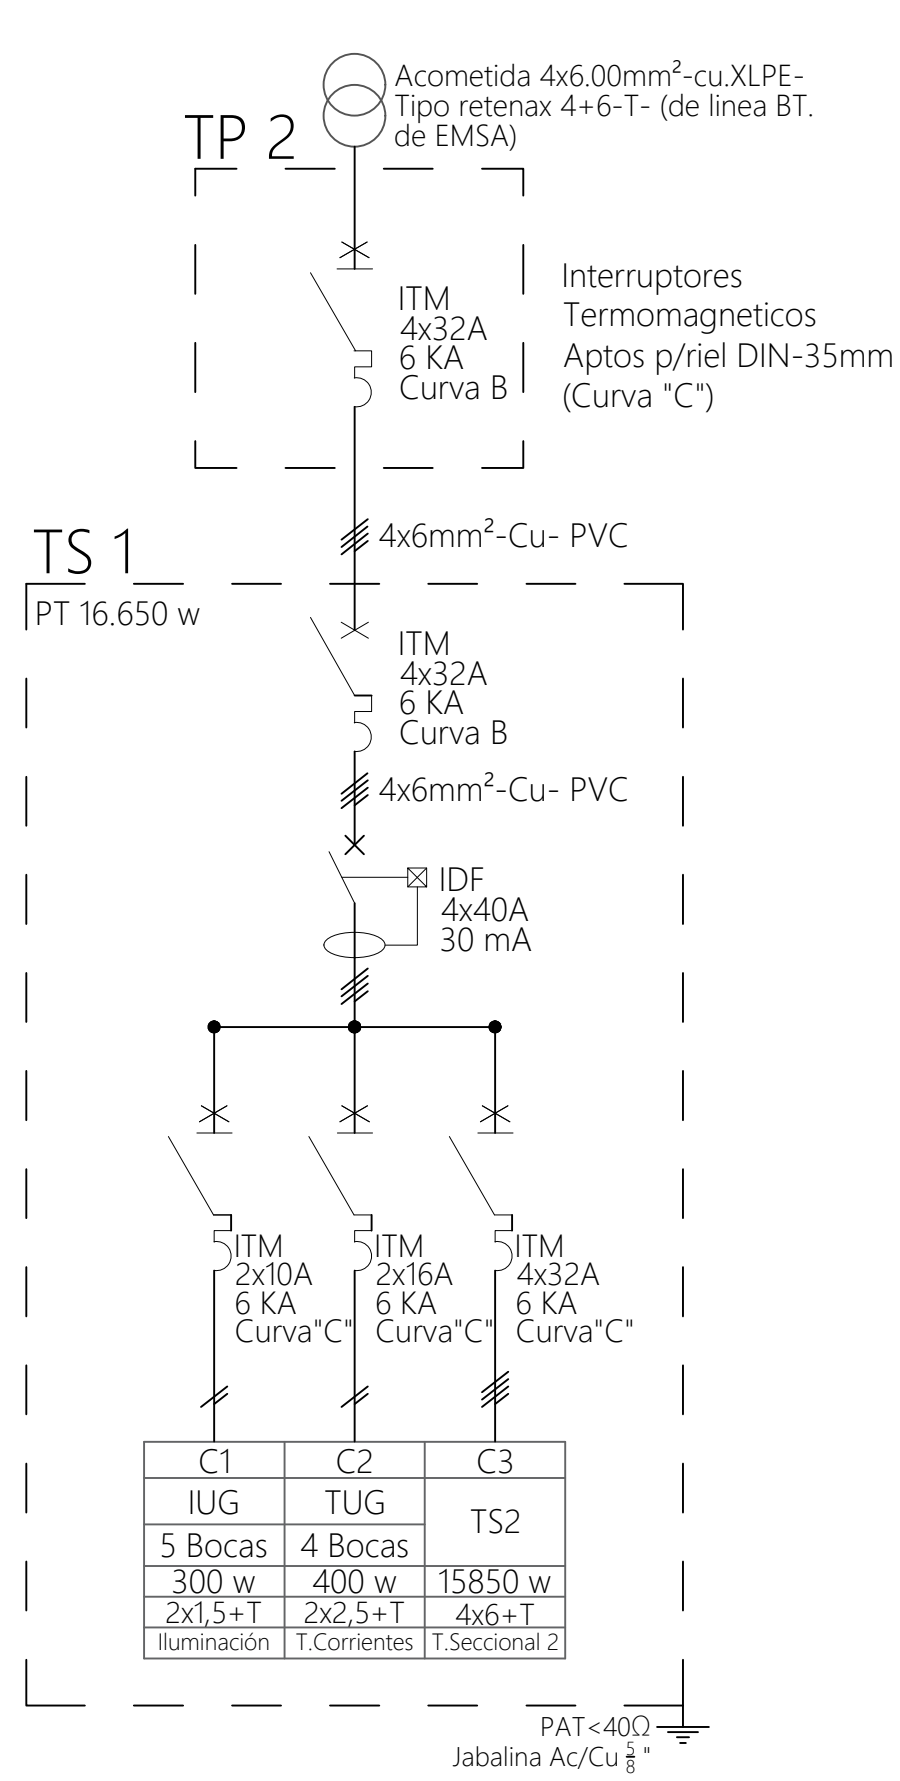 Acometida 4x6.00mm²-cu.XLPE-
Tipo retenax 4+6-T- (de linea BT.
de EMSA)
TP 2
ITM
4x32A
6 KA
Curva B
Interruptores
Termomagneticos
Aptos p/riel DIN-35mm
(Curva "C")
4x6mm²-Cu- PVC
TS 1
PT 16.650 w
ITM
4x32A
6 KA
Curva B
4x6mm²-Cu- PVC
IDF
4x40A
30 mA
ITM
2x10A
6 KA
Curva"C"
ITM
2x16A
6 KA
Curva"C"
ITM
4x32A
6 KA
Curva"C"
C1 C2 C3
IUG TUG TS2
5 Bocas 4 Bocas
300 w 400 w 15850 w
2x1,5+T 2x2,5+T 4x6+T
Iluminación T.Corrientes T.Seccional 2
PAT<40Ω
Jabalina Ac/Cu 5/8 "